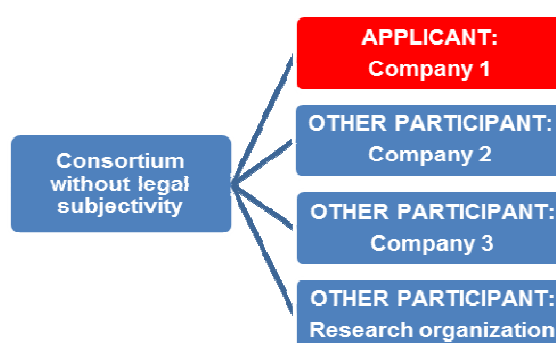 Consortium
without legal
subjectivity
APPLICANT:
Company 1
OTHER PARTICIPANT:
Company 2
OTHER PARTICIPANT:
Company 3
OTHER PARTICIPANT:
Research organization